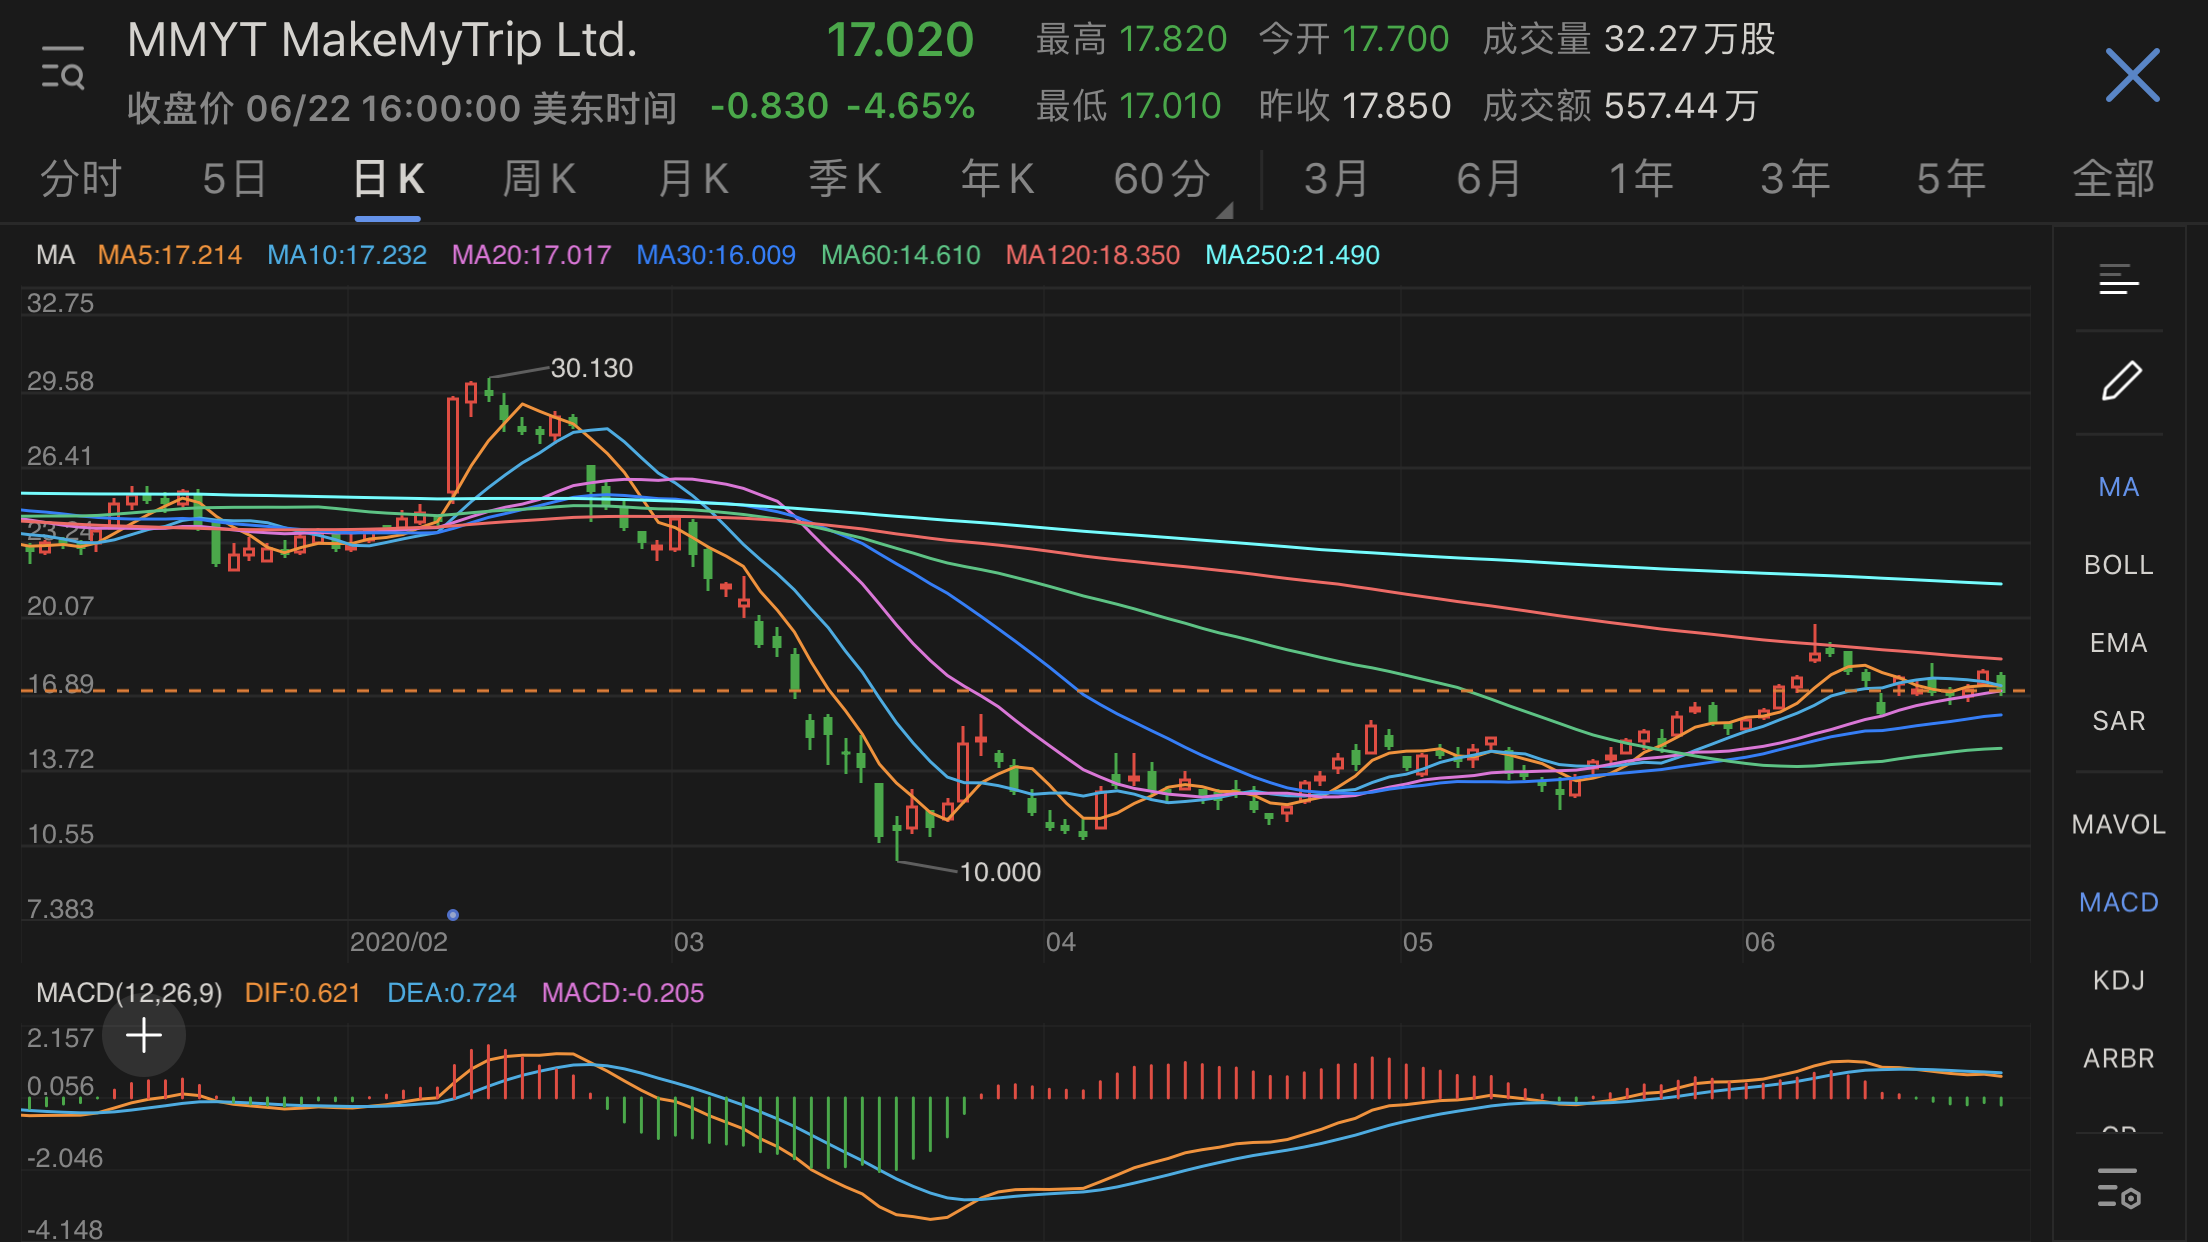 MMYT MakeMyTrip Ltd. 17.020 最高 17.820 今开 17.700 成交量 32.27万股
收盘价 06/22 16:00:00 美东时间 -0.830 -4.65% 最低 17.010 昨收 17.850 成交额 557.44万
分时 5日 日K 周K 月K 季K 年K 60分 3月 6月 1年 3年 5年 全部
MA MA5:17.214 MA10:17.232 MA20:17.017 MA30:16.009 MA60:14.610 MA120:18.350 MA250:21.490
32.75
30.130
29.58
26.41
23.24
20.07
16.89
13.72
10.55
10.000
7.383
2020/02 03 04 05 06
MACD(12,26,9) DIF:0.621 DEA:0.724 MACD:-0.205
2.157
0.056
-2.046
-4.148
MA
BOLL
EMA
SAR
MAVOL
MACD
KDJ
ARBR